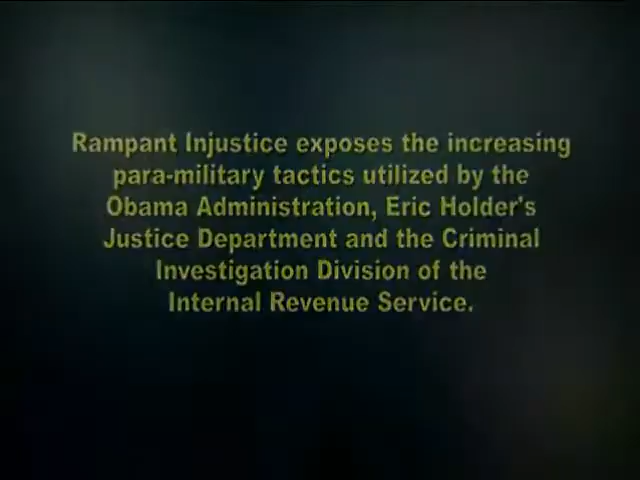 Rampant Injustice exposes the increasing
para-military tactics utilized by the
Obama Administration, Eric Holder's
Justice Department and the Criminal
Investigation Division of the
Internal Revenue Service.